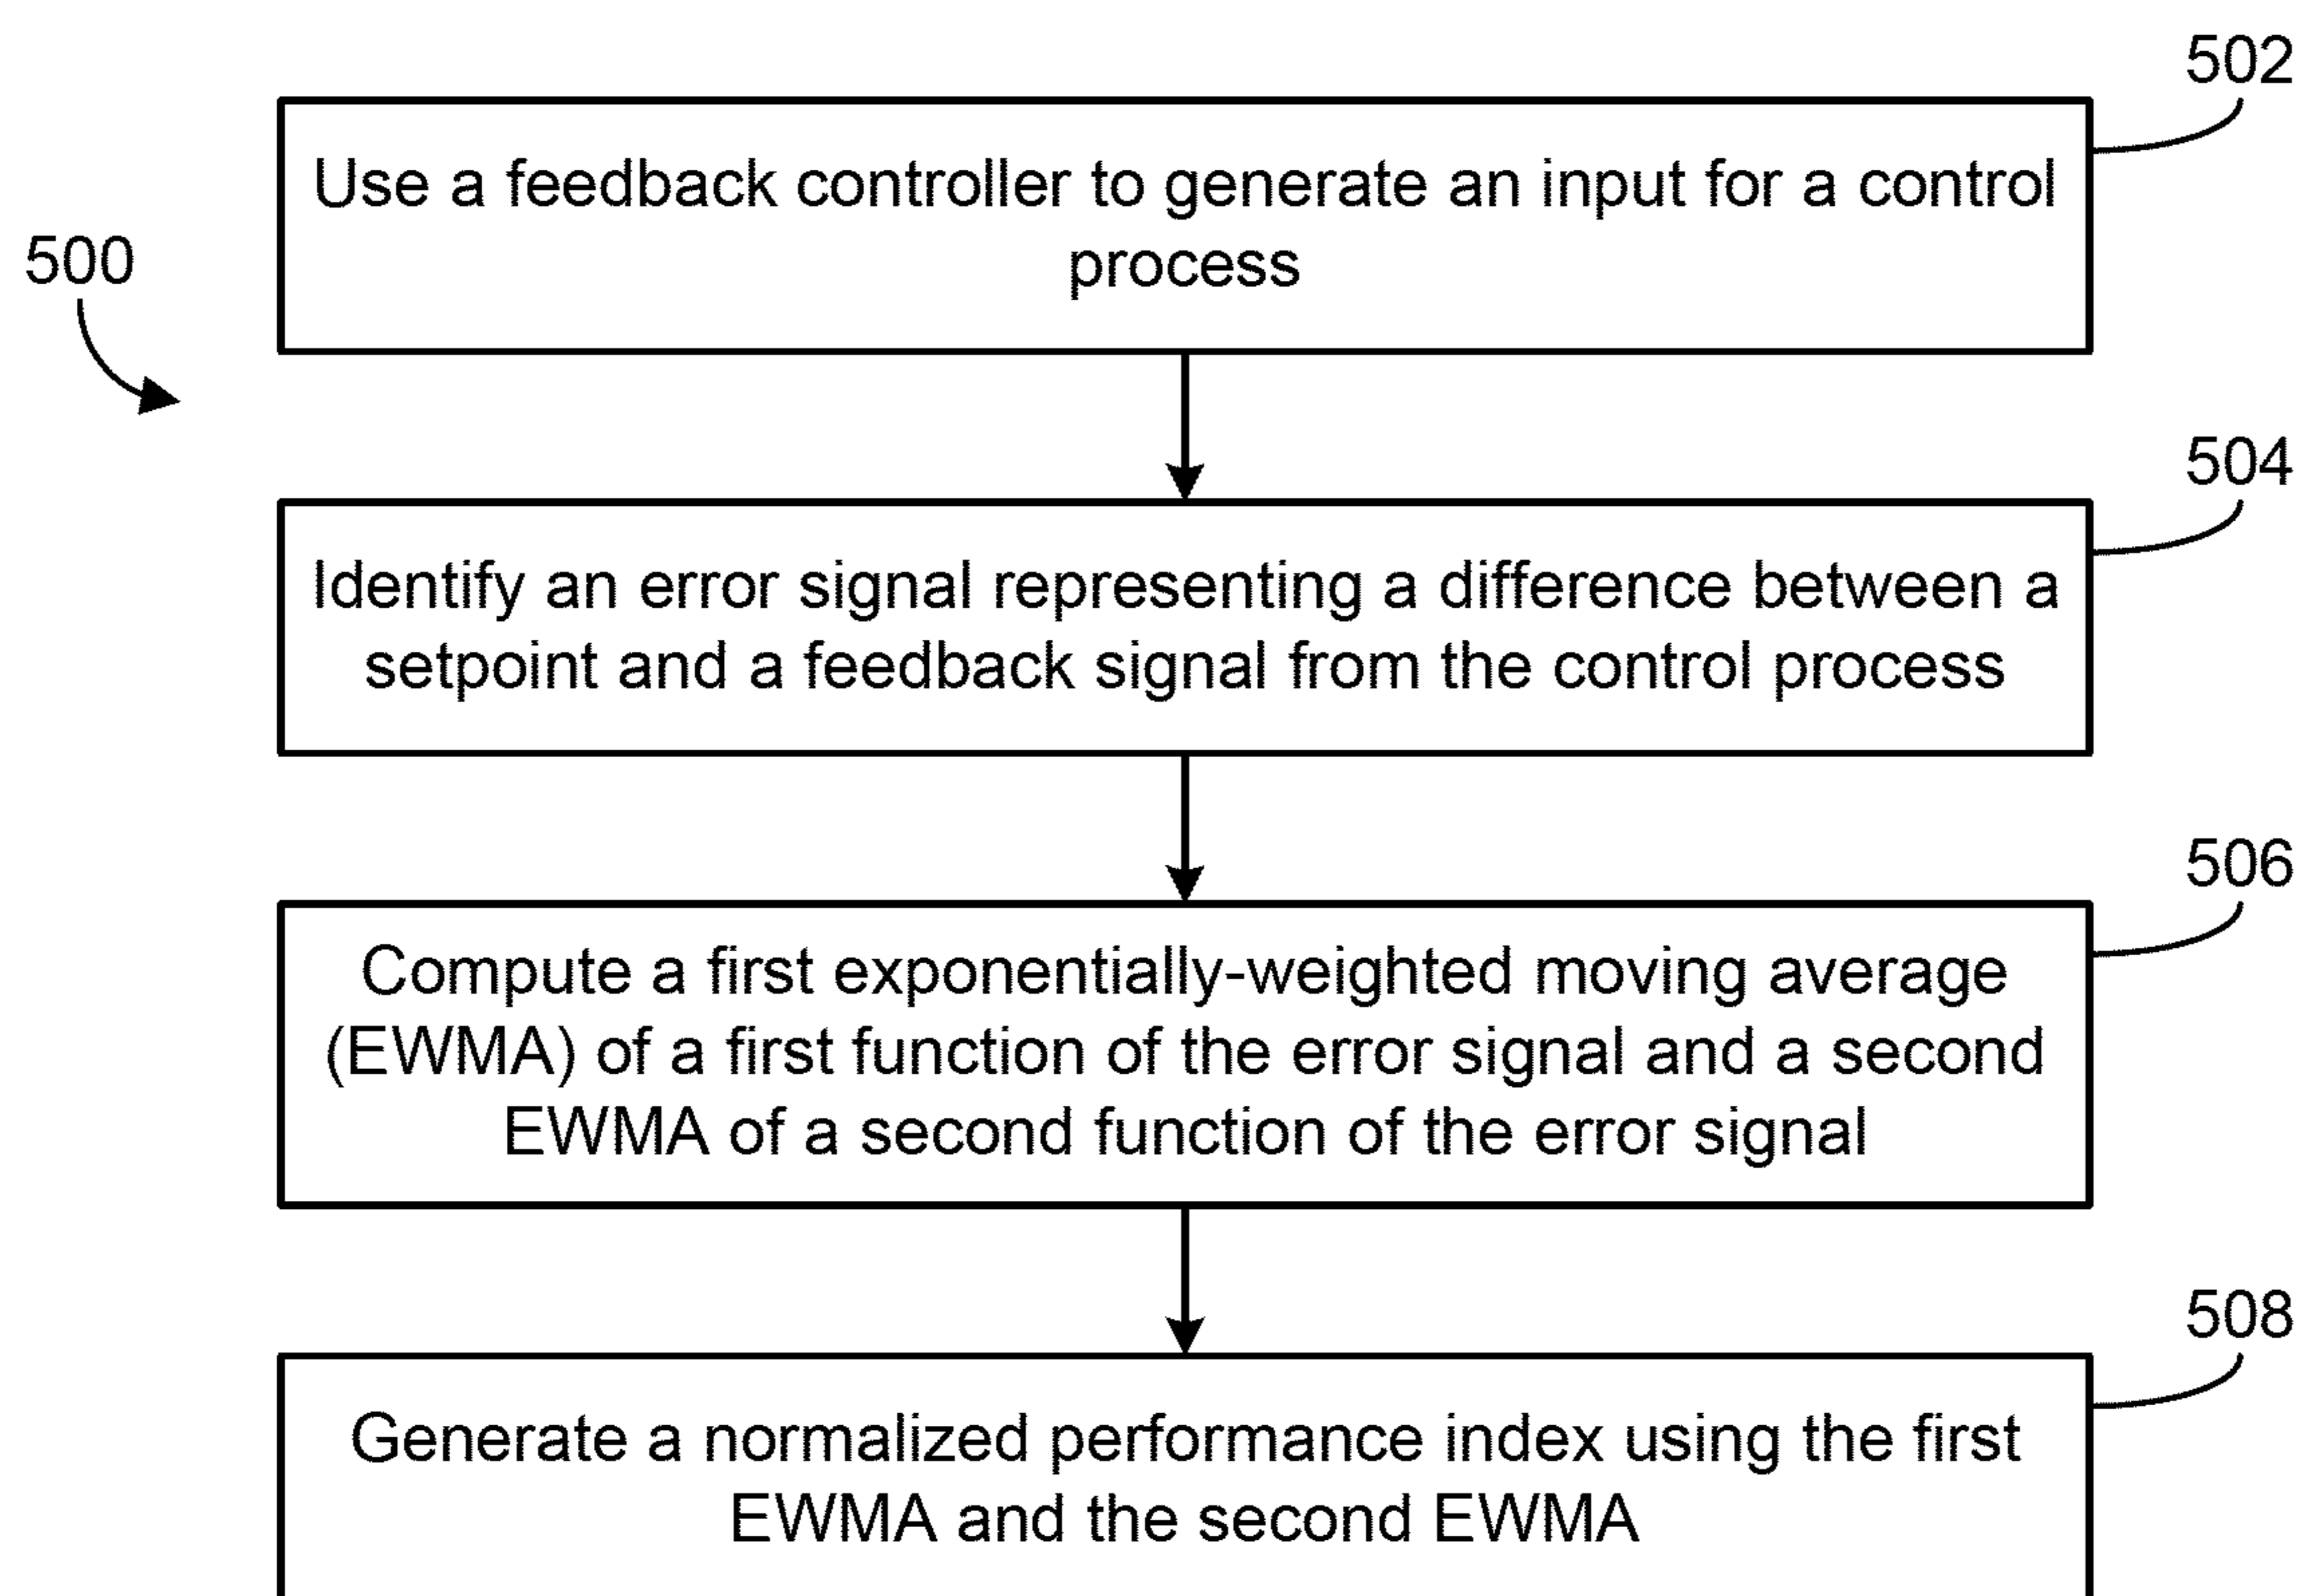 502
Use a feedback controller to generate an input for a control
process
500
504
Identify an error signal representing a difference between a
setpoint and a feedback signal from the control process
506
Compute a first exponentially-weighted moving average
(EWMA) of a first function of the error signal and a second
EWMA of a second function of the error signal
508
Generate a normalized performance index using the first
EWMA and the second EWMA